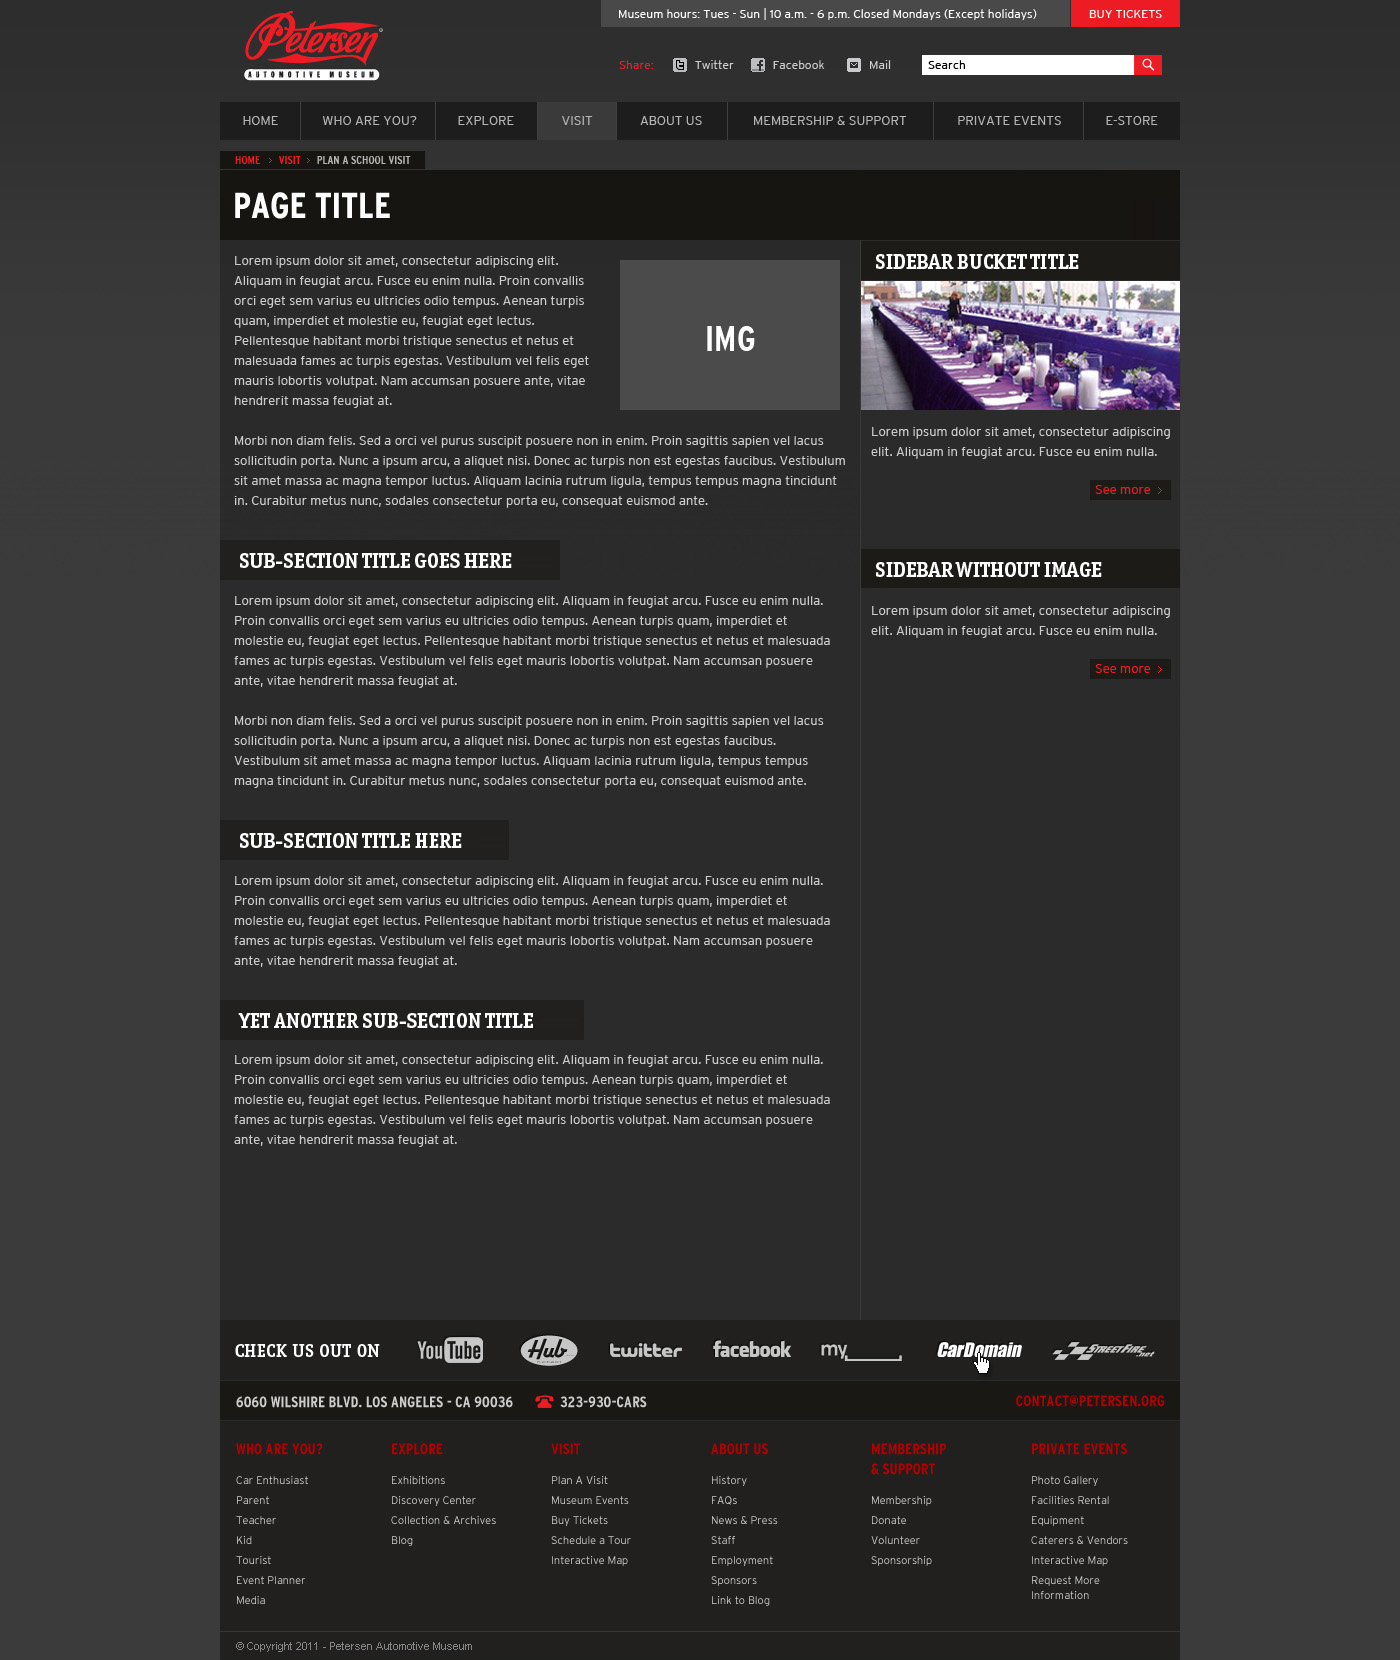 Museum hours: Tues - Sun | 10 a.m. - 6 p.m. Closed Mondays (Except holidays)
BUY TICKETS
Petersen
AUTOMOTIVE MUSEUM
Share:
Twitter
Facebook
Mail
Search
HOME
WHO ARE YOU?
EXPLORE
VISIT
ABOUT US
MEMBERSHIP & SUPPORT
PRIVATE EVENTS
E-STORE
HOME > VISIT > PLAN A SCHOOL VISIT
PAGE TITLE
Lorem ipsum dolor sit amet, consectetur adipiscing elit.
Aliquam in feugiat arcu. Fusce eu enim nulla. Proin convallis
orci eget sem varius eu ultricies odio tempus. Aenean turpis
quam, imperdiet et molestie eu, feugiat eget lectus.
Pellentesque habitant morbi tristique senectus et netus et
malesuada fames ac turpis egestas. Vestibulum vel felis eget
mauris lobortis volutpat. Nam accumsan posuere ante, vitae
hendrerit massa feugiat at.
IMG
Morbi non diam felis. Sed a orci vel purus suscipit posuere non in enim. Proin sagittis sapien vel lacus
sollicitudin porta. Nunc a ipsum arcu, a aliquet nisi. Donec ac turpis non est egestas faucibus. Vestibulum
sit amet massa ac magna tempor luctus. Aliquam lacinia rutrum ligula, tempus tempus magna tincidunt
in. Curabitur metus nunc, sodales consectetur porta eu, consequat euismod ante.
SUB-SECTION TITLE GOES HERE
Lorem ipsum dolor sit amet, consectetur adipiscing elit. Aliquam in feugiat arcu. Fusce eu enim nulla.
Proin convallis orci eget sem varius eu ultricies odio tempus. Aenean turpis quam, imperdiet et
molestie eu, feugiat eget lectus. Pellentesque habitant morbi tristique senectus et netus et malesuada
fames ac turpis egestas. Vestibulum vel felis eget mauris lobortis volutpat. Nam accumsan posuere
ante, vitae hendrerit massa feugiat at.
Morbi non diam felis. Sed a orci vel purus suscipit posuere non in enim. Proin sagittis sapien vel lacus
sollicitudin porta. Nunc a ipsum arcu, a aliquet nisi. Donec ac turpis non est egestas faucibus.
Vestibulum sit amet massa ac magna tempor luctus. Aliquam lacinia rutrum ligula, tempus tempus
magna tincidunt in. Curabitur metus nunc, sodales consectetur porta eu, consequat euismod ante.
SUB-SECTION TITLE HERE
Lorem ipsum dolor sit amet, consectetur adipiscing elit. Aliquam in feugiat arcu. Fusce eu enim nulla.
Proin convallis orci eget sem varius eu ultricies odio tempus. Aenean turpis quam, imperdiet et
molestie eu, feugiat eget lectus. Pellentesque habitant morbi tristique senectus et netus et malesuada
fames ac turpis egestas. Vestibulum vel felis eget mauris lobortis volutpat. Nam accumsan posuere
ante, vitae hendrerit massa feugiat at.
YET ANOTHER SUB-SECTION TITLE
Lorem ipsum dolor sit amet, consectetur adipiscing elit. Aliquam in feugiat arcu. Fusce eu enim nulla.
Proin convallis orci eget sem varius eu ultricies odio tempus. Aenean turpis quam, imperdiet et
molestie eu, feugiat eget lectus. Pellentesque habitant morbi tristique senectus et netus et malesuada
fames ac turpis egestas. Vestibulum vel felis eget mauris lobortis volutpat. Nam accumsan posuere
ante, vitae hendrerit massa feugiat at.
SIDEBAR BUCKET TITLE
Lorem ipsum dolor sit amet, consectetur adipiscing
elit. Aliquam in feugiat arcu. Fusce eu enim nulla.
See more >
SIDEBAR WITHOUT IMAGE
Lorem ipsum dolor sit amet, consectetur adipiscing
elit. Aliquam in feugiat arcu. Fusce eu enim nulla.
See more >
CHECK US OUT ON
YouTube
Hub
twitter
facebook
my
CarDomain
STREETFIRE.net
6060 WILSHIRE BLVD. LOS ANGELES - CA 90036
323-930-CARS
CONTACT@PETERSEN.ORG
WHO ARE YOU?
Car Enthusiast
Parent
Teacher
Kid
Tourist
Event Planner
Media
EXPLORE
Exhibitions
Discovery Center
Collection & Archives
Blog
VISIT
Plan A Visit
Museum Events
Buy Tickets
Schedule a Tour
Interactive Map
ABOUT US
History
FAQs
News & Press
Staff
Employment
Sponsors
Link to Blog
MEMBERSHIP
& SUPPORT
Membership
Donate
Volunteer
Sponsorship
PRIVATE EVENTS
Photo Gallery
Facilities Rental
Equipment
Caterers & Vendors
Interactive Map
Request More
Information
© Copyright 2011 - Petersen Automotive Museum